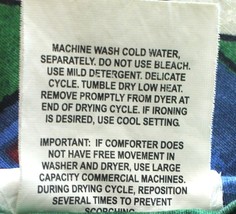 MACHINE WASH COLD WATER,
SEPARATELY. DO NOT USE BLEACH.
USE MILD DETERGENT. DELICATE
CYCLE. TUMBLE DRY LOW HEAT.
REMOVE PROMPTLY FROM DYER AT
END OF DRYING CYCLE. IF IRONING
IS DESIRED, USE COOL SETTING.
IMPORTANT: IF COMFORTER DOES
NOT HAVE FREE MOVEMENT IN
WASHER AND DRYER, USE LARGE
CAPACITY COMMERCIAL MACHINES.
DURING DRYING CYCLE, REPOSITION
SEVERAL TIMES TO PREVENT
SCORCHING